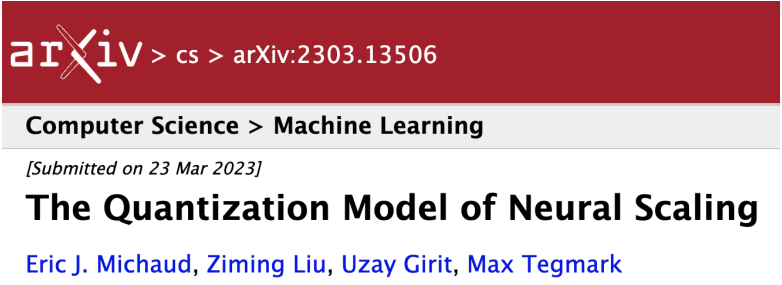 arXiv > cs > arXiv:2303.13506
Computer Science > Machine Learning
[Submitted on 23 Mar 2023]
The Quantization Model of Neural Scaling
Eric J. Michaud, Ziming Liu, Uzay Girit, Max Tegmark